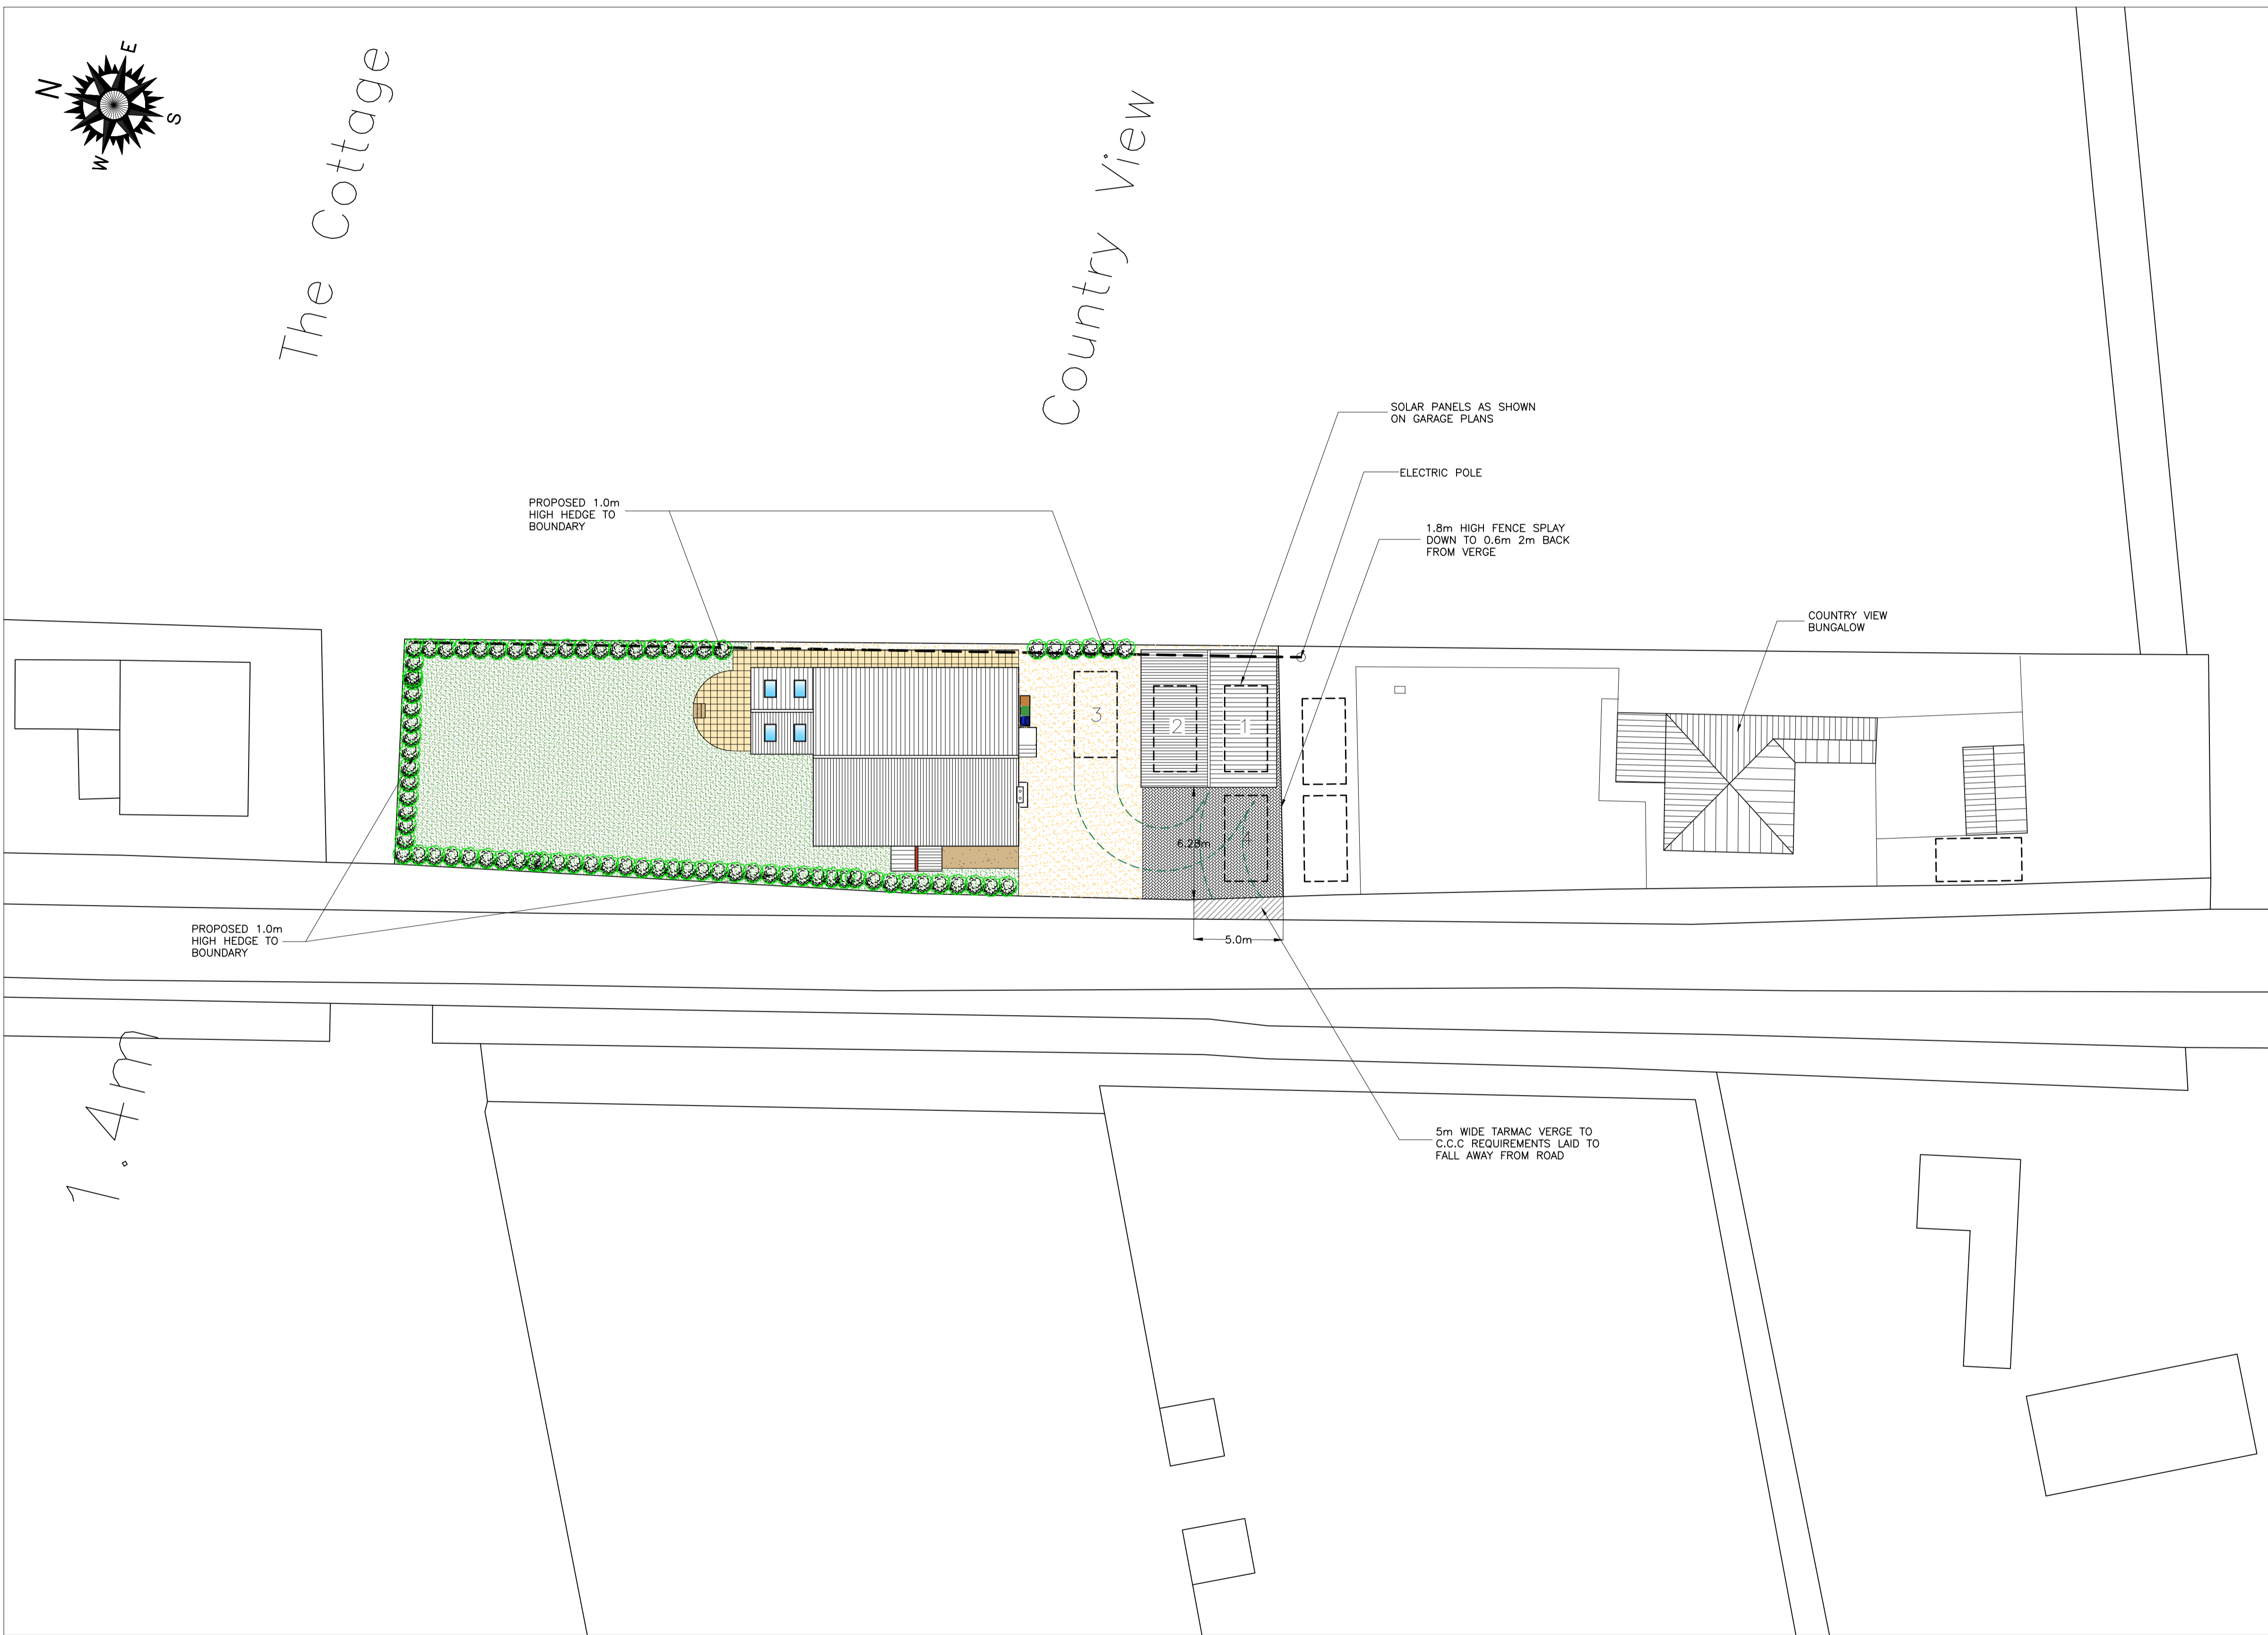 N
E
S
W
The Cottage
Country View
SOLAR PANELS AS SHOWN
ON GARAGE PLANS
ELECTRIC POLE
PROPOSED 1.0m
HIGH HEDGE TO
BOUNDARY
1.8m HIGH FENCE SPLAY
DOWN TO 0.6m 2m BACK
FROM VERGE
COUNTRY VIEW
BUNGALOW
3
2
1
4
6.28m
5.0m
PROPOSED 1.0m
HIGH HEDGE TO
BOUNDARY
1.4m
5m WIDE TARMAC VERGE TO
C.C.C REQUIREMENTS LAID TO
FALL AWAY FROM ROAD